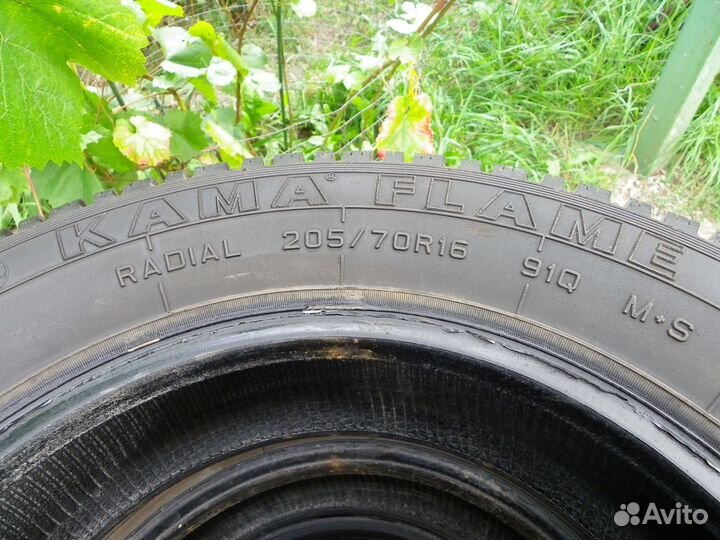 KAMA® FLAME
RADIAL 205/70R16 91Q M+S
Avito